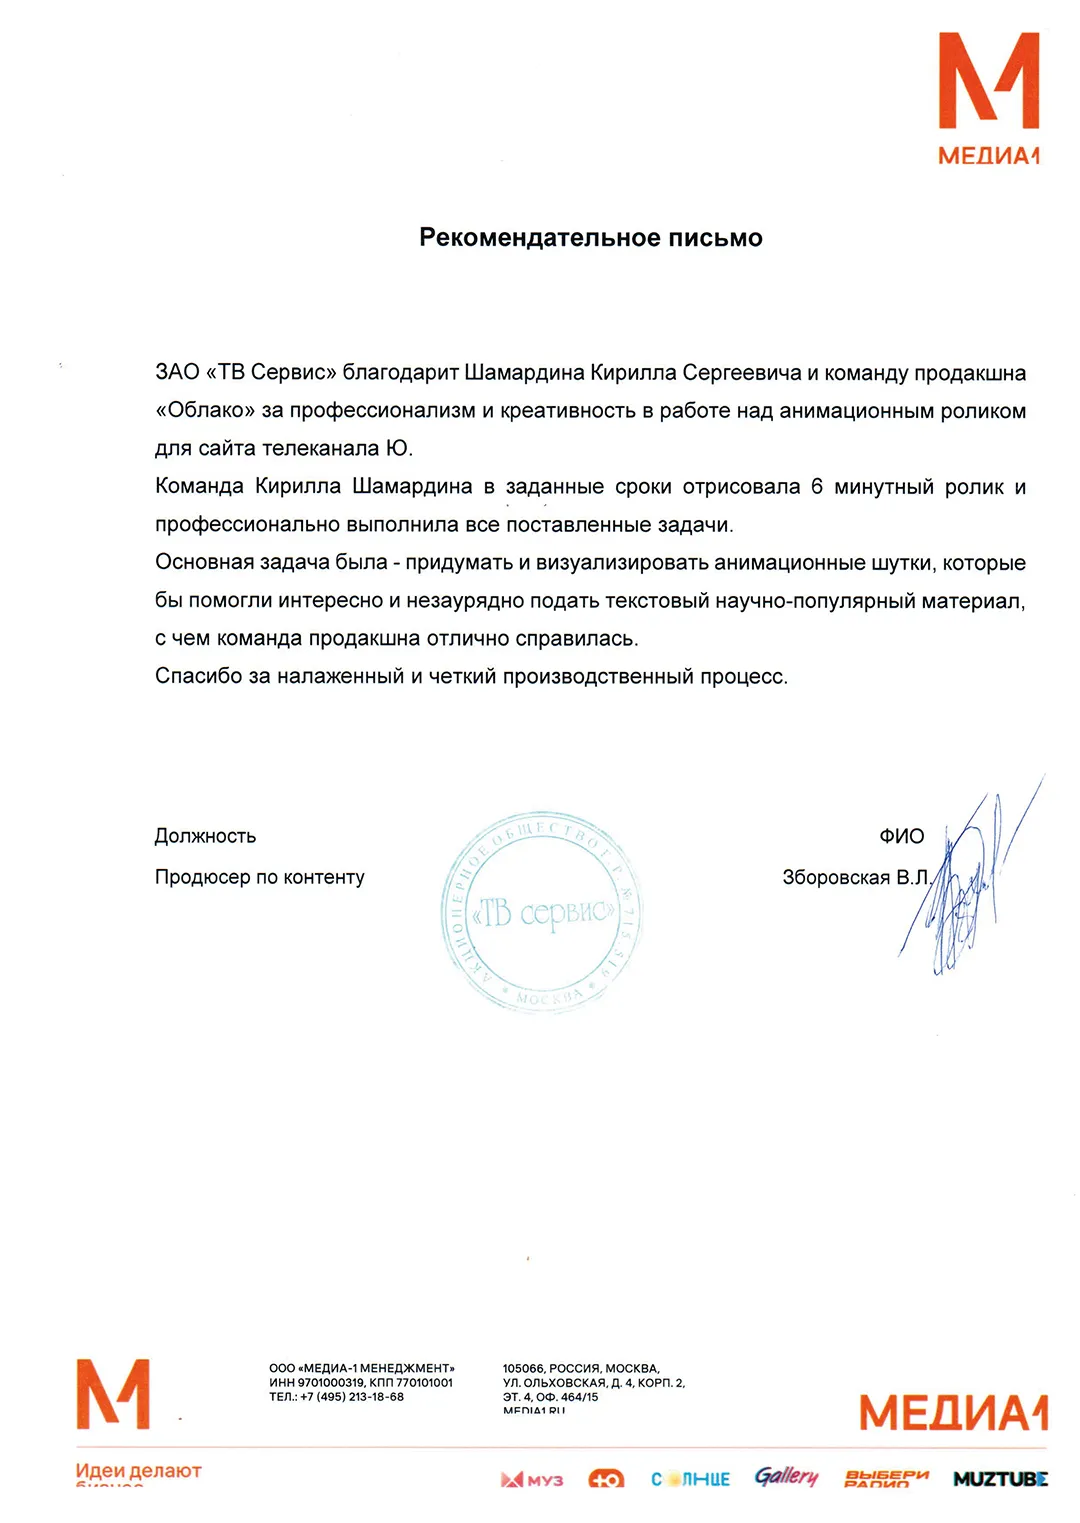 М1
МЕДИА1
Рекомендательное письмо
ЗАО «ТВ Сервис» благодарит Шамардина Кирилла Сергеевича и команду продакшна
«Облако» за профессионализм и креативность в работе над анимационным роликом
для сайта телеканала Ю.
Команда Кирилла Шамардина в заданные сроки отрисовала 6 минутный ролик и
профессионально выполнила все поставленные задачи.
Основная задача была - придумать и визуализировать анимационные шутки, которые
бы помогли интересно и незаурядно подать текстовый научно-популярный материал,
с чем команда продакшна отлично справилась.
Спасибо за налаженный и четкий производственный процесс.
Должность
ФИО
Продюсер по контенту
Зборовская В.Л.
АКЦИОНЕРНОЕ ОБЩЕСТВО Г.Р. №
«ТВ сервис»
* МОСКВА *
М1
ООО «МЕДИА-1 МЕНЕДЖМЕНТ»
ИНН 9701000319, КПП 770101001
ТЕЛ.: +7 (495) 213-18-68
105066, РОССИЯ, МОСКВА,
УЛ. ОЛЬХОВСКАЯ, Д. 4, КОРП. 2,
ЭТ. 4, ОФ. 464/15
MEDIA1.RU
МЕДИА1
Идеи делают
бизнес
МУЗ
Ю
СОЛНЦЕ
Gallery
ВЫБЕРИ
РАДИО
MUZTUBE